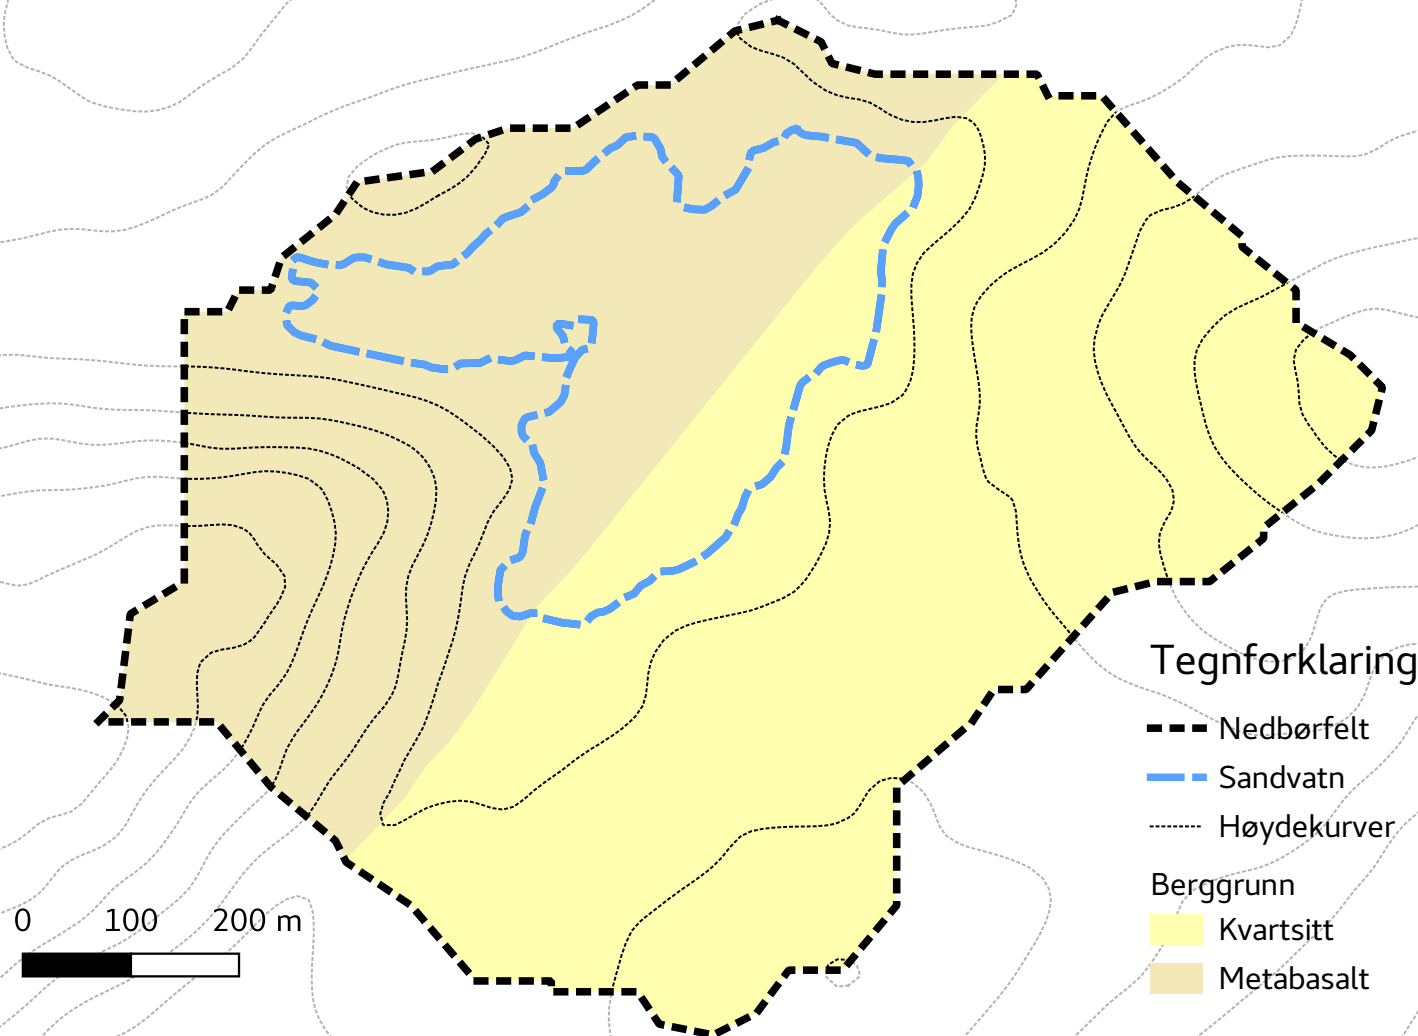 Tegnforklaring
Nedbørfelt
Sandvatn
Høydekurver
Berggrunn
Kvartsitt
Metabasalt
0 100 200 m